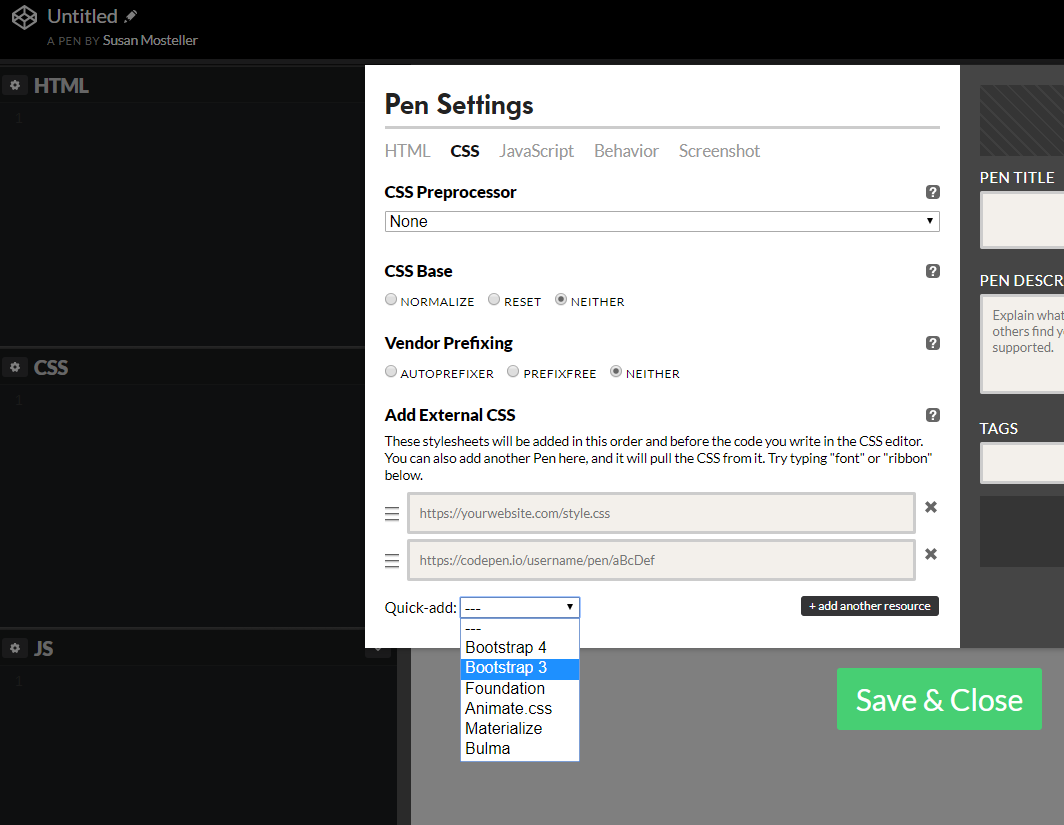 Untitled
A PEN BY Susan Mosteller
HTML
1
CSS
1
JS
1
Pen Settings
HTML CSS JavaScript Behavior Screenshot
CSS Preprocessor ?
None
CSS Base ?
NORMALIZE RESET NEITHER
Vendor Prefixing ?
AUTOPREFIXER PREFIXFREE NEITHER
Add External CSS ?
These stylesheets will be added in this order and before the code you write in the CSS editor.
You can also add another Pen here, and it will pull the CSS from it. Try typing "font" or "ribbon"
below.
https://yourwebsite.com/style.css
https://codepen.io/username/pen/aBcDef
Quick-add: --- + add another resource
---
Bootstrap 4
Bootstrap 3
Foundation
Animate.css
Materialize
Bulma
PEN TITLE
PEN DESCR
Explain what
others find y
supported.
TAGS
Save & Close